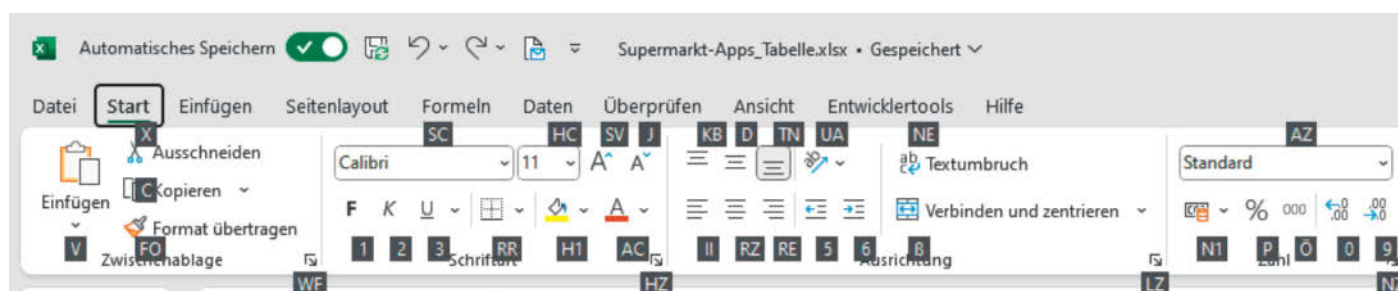 Automatisches Speichern Supermarkt-Apps_Tabelle.xlsx • Gespeichert
Datei Start Einfügen Seitenlayout Formeln Daten Überprüfen Ansicht Entwicklertools Hilfe
X SC HC SV J KB D TN UA NE AZ
Ausschneiden Calibri 11 A A ab Textumbruch Standard
C Kopieren
Einfügen F K U A Verbinden und zentrieren % 000
Format übertragen
V FO 1 2 3 RR H1 AC II RZ RE 5 6 ß N1 P Ö 0 9
Zwischenablage Schriftart Ausrichtung Zahl
WF HZ LZ